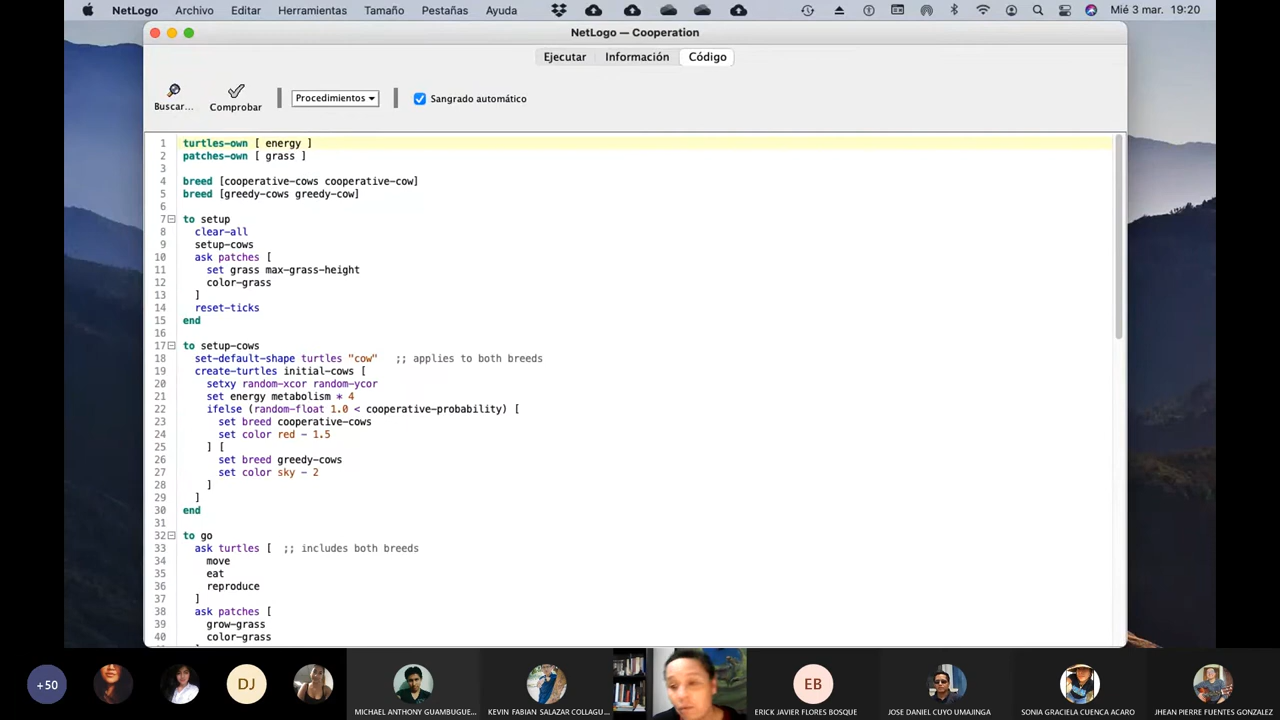 NetLogo Archivo Editar Herramientas Tamaño Pestañas Ayuda Mié 3 mar. 19:20
NetLogo — Cooperation
Ejecutar Información Código
Buscar... Comprobar Procedimientos Sangrado automático
1 turtles-own [ energy ]
2 patches-own [ grass ]
3
4 breed [cooperative-cows cooperative-cow]
5 breed [greedy-cows greedy-cow]
6
7 to setup
8 clear-all
9 setup-cows
10 ask patches [
11 set grass max-grass-height
12 color-grass
13 ]
14 reset-ticks
15 end
16
17 to setup-cows
18 set-default-shape turtles "cow" ;; applies to both breeds
19 create-turtles initial-cows [
20 setxy random-xcor random-ycor
21 set energy metabolism * 4
22 ifelse (random-float 1.0 < cooperative-probability) [
23 set breed cooperative-cows
24 set color red - 1.5
25 ] [
26 set breed greedy-cows
27 set color sky - 2
28 ]
29 ]
30 end
31
32 to go
33 ask turtles [ ;; includes both breeds
34 move
35 eat
36 reproduce
37 ]
38 ask patches [
39 grow-grass
40 color-grass
+50 DJ MICHAEL ANTHONY GUAMBUGUE... KEVIN FABIAN SALAZAR COLLAGU... EB ERICK JAVIER FLORES BOSQUE JOSE DANIEL CUYO UMAJINGA SONIA GRACIELA CUENCA ACARO JHEAN PIERRE FUENTES GONZALEZ